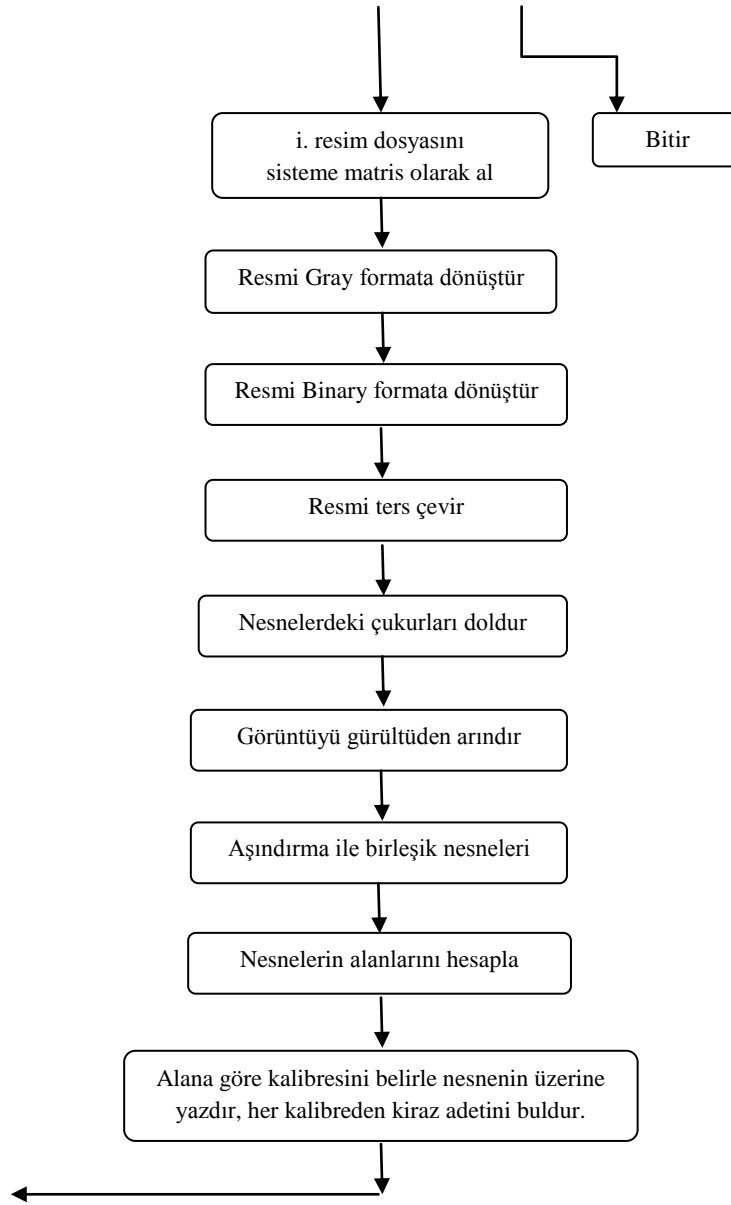 i. resim dosyasını
sisteme matris olarak al
Bitir
Resmi Gray formata dönüştür
Resmi Binary formata dönüştür
Resmi ters çevir
Nesnelerdeki çukurları doldur
Görüntüyü gürültüden arındır
Aşındırma ile birleşik nesneleri
Nesnelerin alanlarını hesapla
Alana göre kalibresini belirle nesnenin üzerine
yazdır, her kalibreden kiraz adetini buldur.